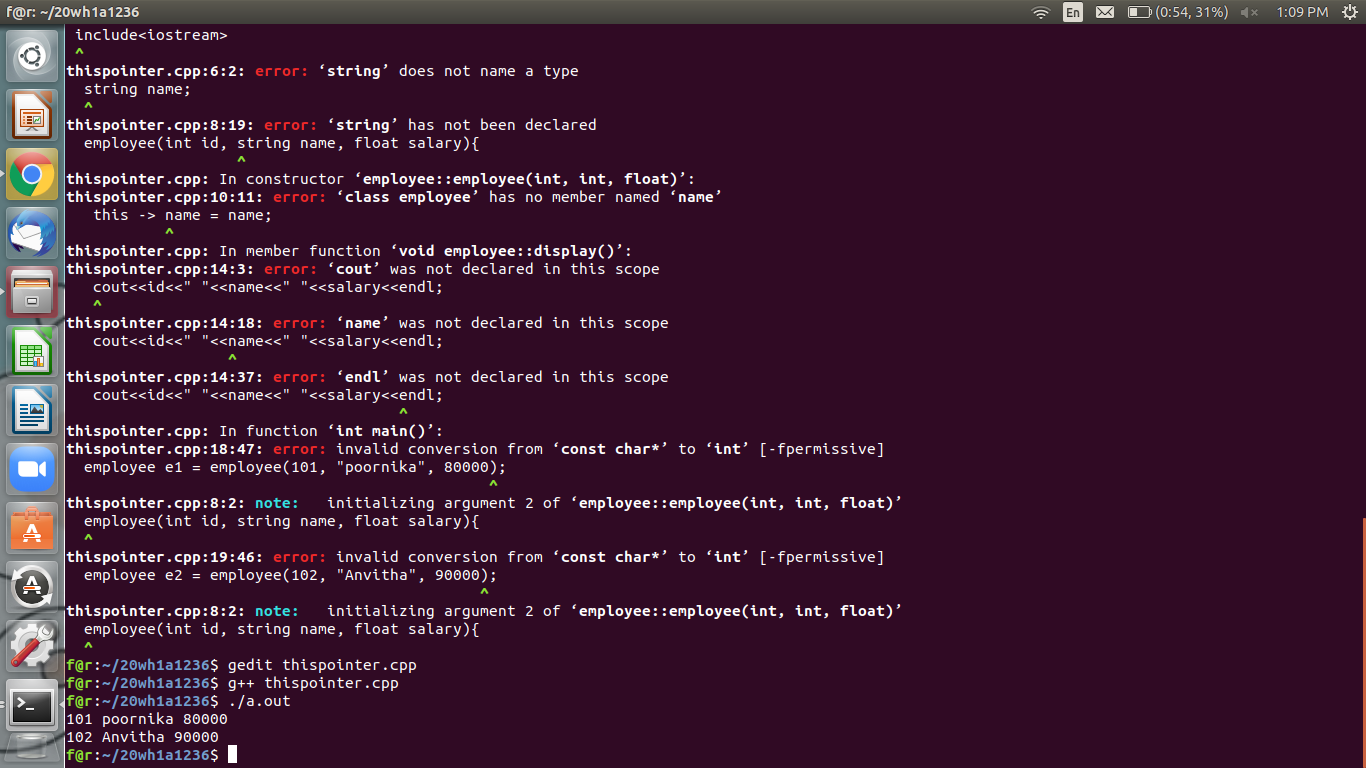 f@r: ~/20wh1a1236
En
(0:54, 31%)
1:09 PM
include<iostream>
^
thispointer.cpp:6:2: error: ‘string’ does not name a type
string name;
^
thispointer.cpp:8:19: error: ‘string’ has not been declared
employee(int id, string name, float salary){
^
thispointer.cpp: In constructor ‘employee::employee(int, int, float)’:
thispointer.cpp:10:11: error: ‘class employee’ has no member named ‘name’
this -> name = name;
^
thispointer.cpp: In member function ‘void employee::display()’:
thispointer.cpp:14:3: error: ‘cout’ was not declared in this scope
cout<<id<<" "<<name<<" "<<salary<<endl;
^
thispointer.cpp:14:18: error: ‘name’ was not declared in this scope
cout<<id<<" "<<name<<" "<<salary<<endl;
^
thispointer.cpp:14:37: error: ‘endl’ was not declared in this scope
cout<<id<<" "<<name<<" "<<salary<<endl;
^
thispointer.cpp: In function ‘int main()’:
thispointer.cpp:18:47: error: invalid conversion from ‘const char*’ to ‘int’ [-fpermissive]
employee e1 = employee(101, "poornika", 80000);
^
thispointer.cpp:8:2: note:   initializing argument 2 of ‘employee::employee(int, int, float)’
employee(int id, string name, float salary){
^
thispointer.cpp:19:46: error: invalid conversion from ‘const char*’ to ‘int’ [-fpermissive]
employee e2 = employee(102, "Anvitha", 90000);
^
thispointer.cpp:8:2: note:   initializing argument 2 of ‘employee::employee(int, int, float)’
employee(int id, string name, float salary){
^
f@r:~/20wh1a1236$ gedit thispointer.cpp
f@r:~/20wh1a1236$ g++ thispointer.cpp
f@r:~/20wh1a1236$ ./a.out
101 poornika 80000
102 Anvitha 90000
f@r:~/20wh1a1236$